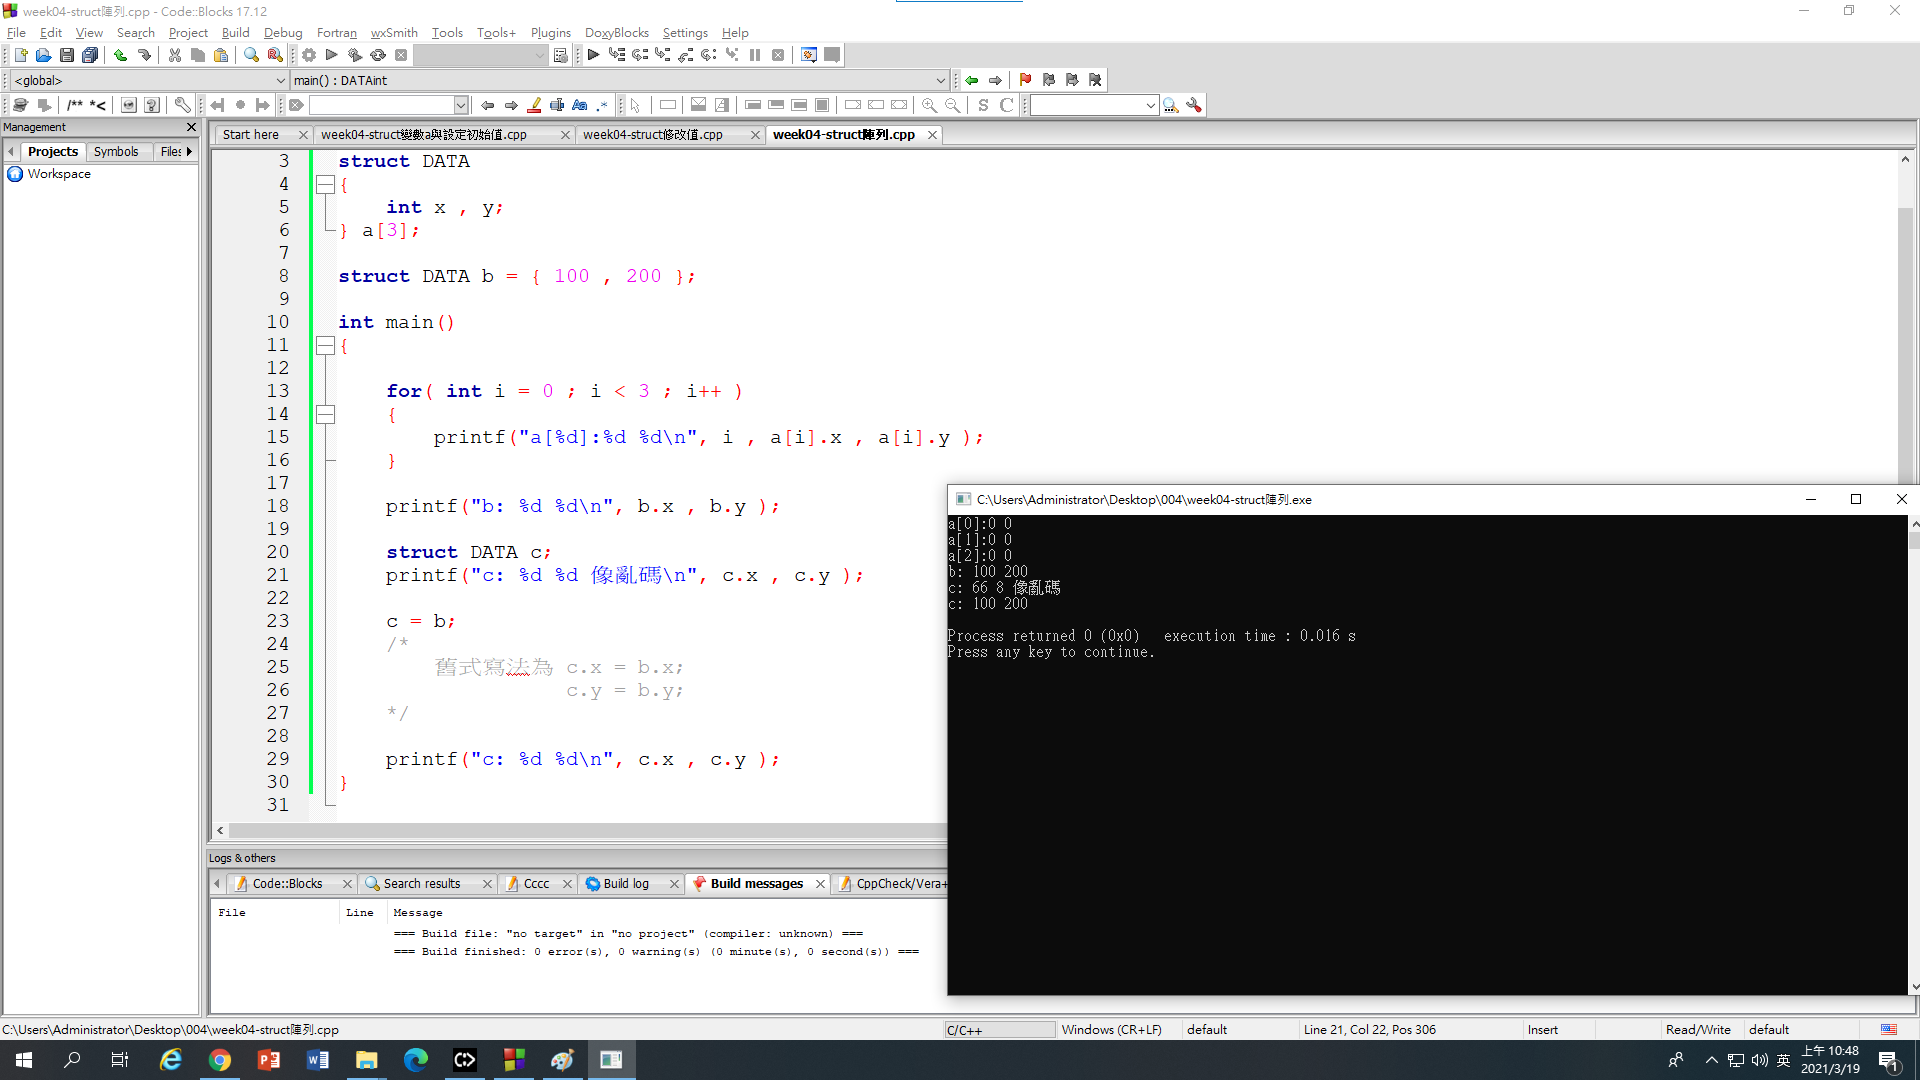 week04-struct陣列.cpp - Code::Blocks 17.12
File Edit View Search Project Build Debug Fortran wxSmith Tools Tools+ Plugins DoxyBlocks Settings Help
<global> main() : DATAint
/** *<
S C
Management
Start here week04-struct變數a與設定初始值.cpp week04-struct修改值.cpp week04-struct陣列.cpp
Projects Symbols Files
Workspace
3 struct DATA
4 {
5 int x , y;
6 } a[3];
7
8 struct DATA b = { 100 , 200 };
9
10 int main()
11 {
12
13 for( int i = 0 ; i < 3 ; i++ )
14 {
15 printf("a[%d]:%d %d\n", i , a[i].x , a[i].y );
16 }
17
18 printf("b: %d %d\n", b.x , b.y );
19
20 struct DATA c;
21 printf("c: %d %d 像亂碼\n", c.x , c.y );
22
23 c = b;
24 /*
25 舊式寫法為 c.x = b.x;
26 c.y = b.y;
27 */
28
29 printf("c: %d %d\n", c.x , c.y );
30 }
31
C:\Users\Administrator\Desktop\004\week04-struct陣列.exe
a[0]:0 0
a[1]:0 0
a[2]:0 0
b: 100 200
c: 66 8 像亂碼
c: 100 200
Process returned 0 (0x0) execution time : 0.016 s
Press any key to continue.
Logs & others
Code::Blocks Search results Cccc Build log Build messages CppCheck/Vera+
File Line Message
=== Build file: "no target" in "no project" (compiler: unknown) ===
=== Build finished: 0 error(s), 0 warning(s) (0 minute(s), 0 second(s)) ===
C:\Users\Administrator\Desktop\004\week04-struct陣列.cpp C/C++ Windows (CR+LF) default Line 21, Col 22, Pos 306 Insert Read/Write default
英 上午 10:48
2021/3/19
1